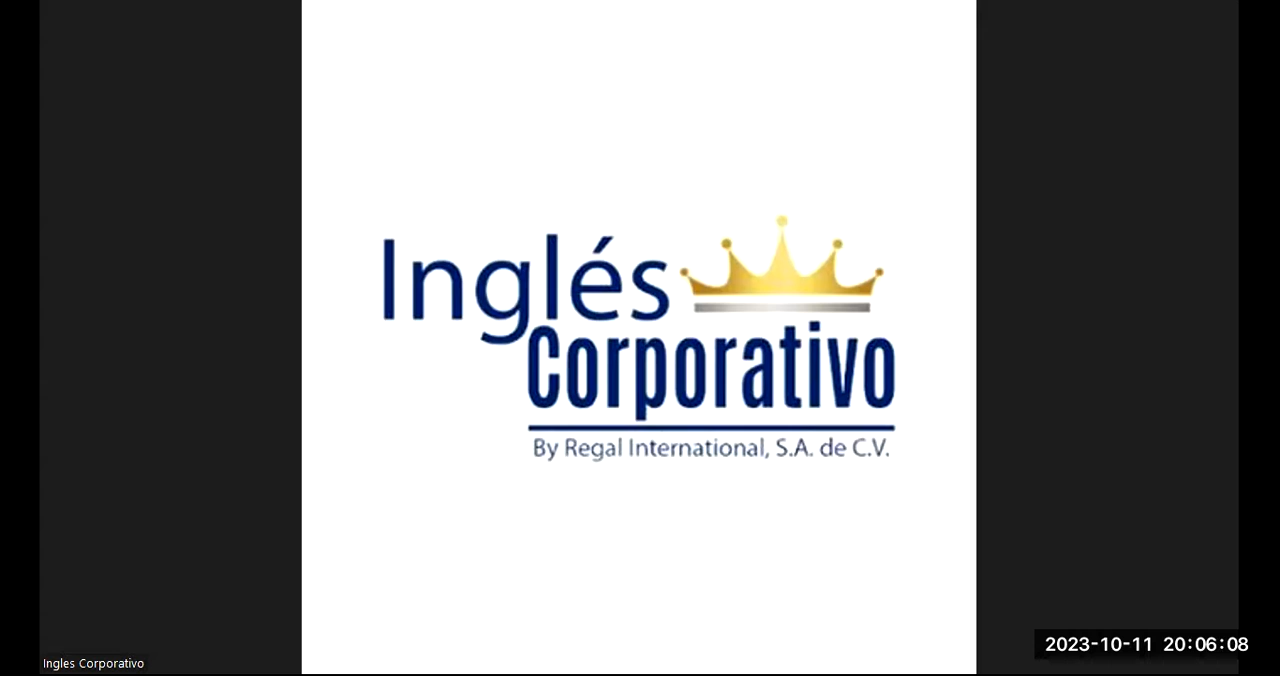 Inglés
Corporativo
By Regal International, S.A. de C.V.
Ingles Corporativo
2023-10-11 20:06:08